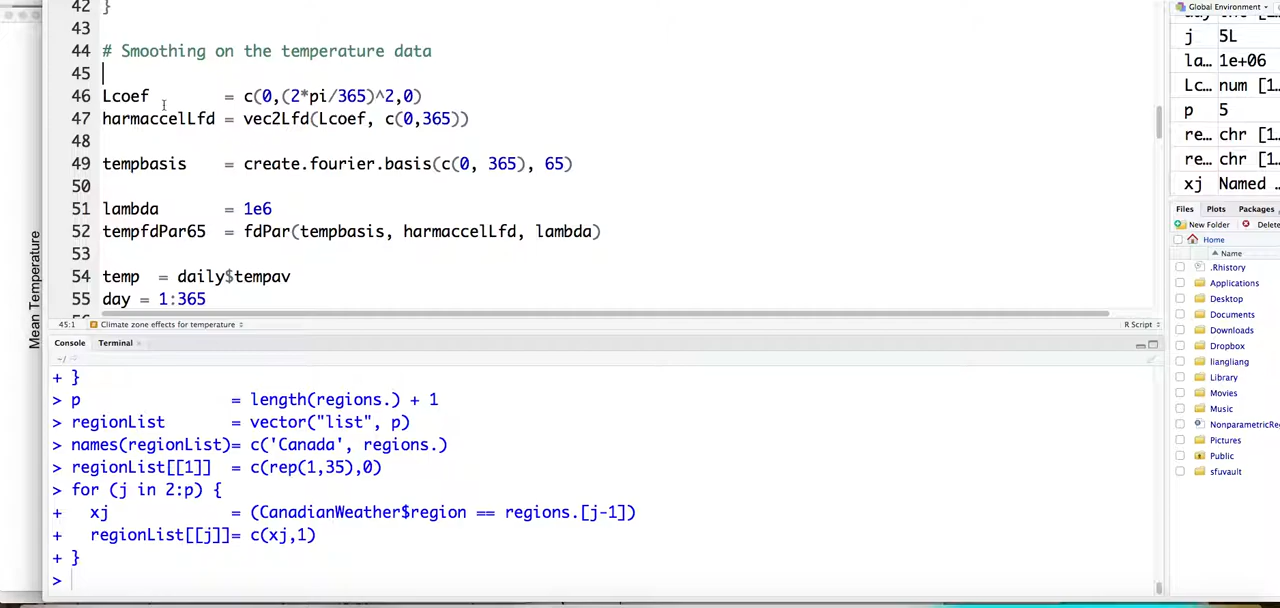 42 }
43
44 # Smoothing on the temperature data
45
46 Lcoef = c(0,(2*pi/365)^2,0)
47 harmaccelLfd = vec2Lfd(Lcoef, c(0,365))
48
49 tempbasis = create.fourier.basis(c(0, 365), 65)
50
51 lambda = 1e6
52 tempfdPar65 = fdPar(tempbasis, harmaccelLfd, lambda)
53
54 temp = daily$tempav
55 day = 1:365
45:1 Climate zone effects for temperature R Script
Mean Temperature
Console Terminal
~/
+ }
> p = length(regions.) + 1
> regionList = vector("list", p)
> names(regionList)= c('Canada', regions.)
> regionList[[1]] = c(rep(1,35),0)
> for (j in 2:p) {
+ xj = (CanadianWeather$region == regions.[j-1])
+ regionList[[j]]= c(xj,1)
+ }
>
Global Environment
j 5L
la… 1e+06
Lc… num [1…
p 5
re… chr [1…
re… chr [1…
xj Named …
Files Plots Packages
New Folder Delete
Home
Name
.Rhistory
Applications
Desktop
Documents
Downloads
Dropbox
liangliang
Library
Movies
Music
NonparametricRe
Pictures
Public
sfuvault